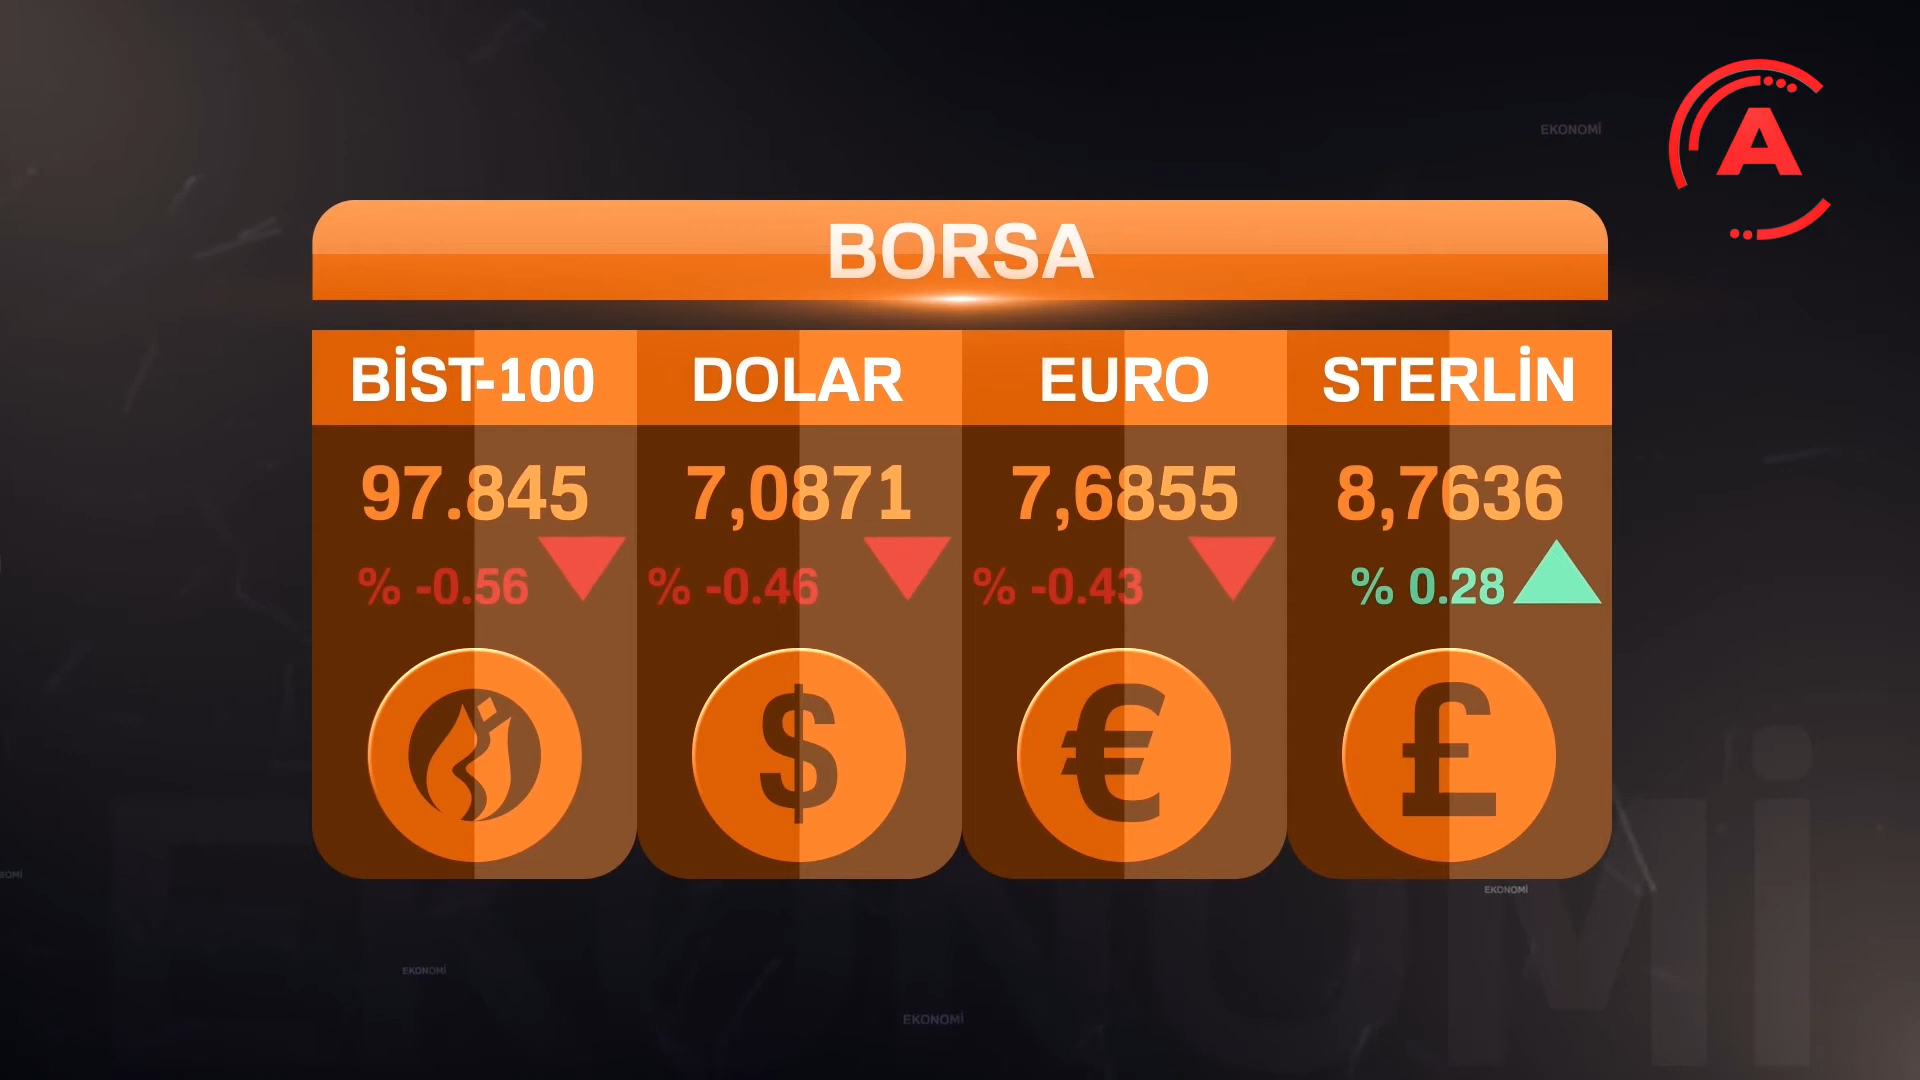 A
EKONOMİ
BORSA
BİST-100 DOLAR EURO STERLİN
97.845 7,0871 7,6855 8,7636
% -0.56 % -0.46 % -0.43 % 0.28
$ € £
EKONOMİ
EKONOMİ
EKONOMİ
EKONOMİ